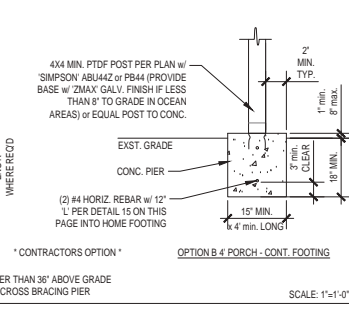 4X4 MIN. PTDF POST PER PLAN w/
'SIMPSON' ABU44Z or PB44 (PROVIDE
BASE w/ 'ZMAX' GALV. FINISH IF LESS
THAN 8" TO GRADE IN OCEAN
AREAS) or EQUAL POST TO CONC.
2"
MIN.
TYP.
1" min.
8" max.
EXST. GRADE
3" min.
CLEAR
18" MIN.
CONC. PIER
WHERE REQ'D
(2) #4 HORIZ. REBAR w/ 12"
'L' PER DETAIL 15 ON THIS
PAGE INTO HOME FOOTING
15" MIN.
x 4' min. LONG
* CONTRACTORS OPTION *
OPTION B 4' PORCH - CONT. FOOTING
ER THAN 36" ABOVE GRADE
CROSS BRACING PIER
SCALE: 1"=1'-0"